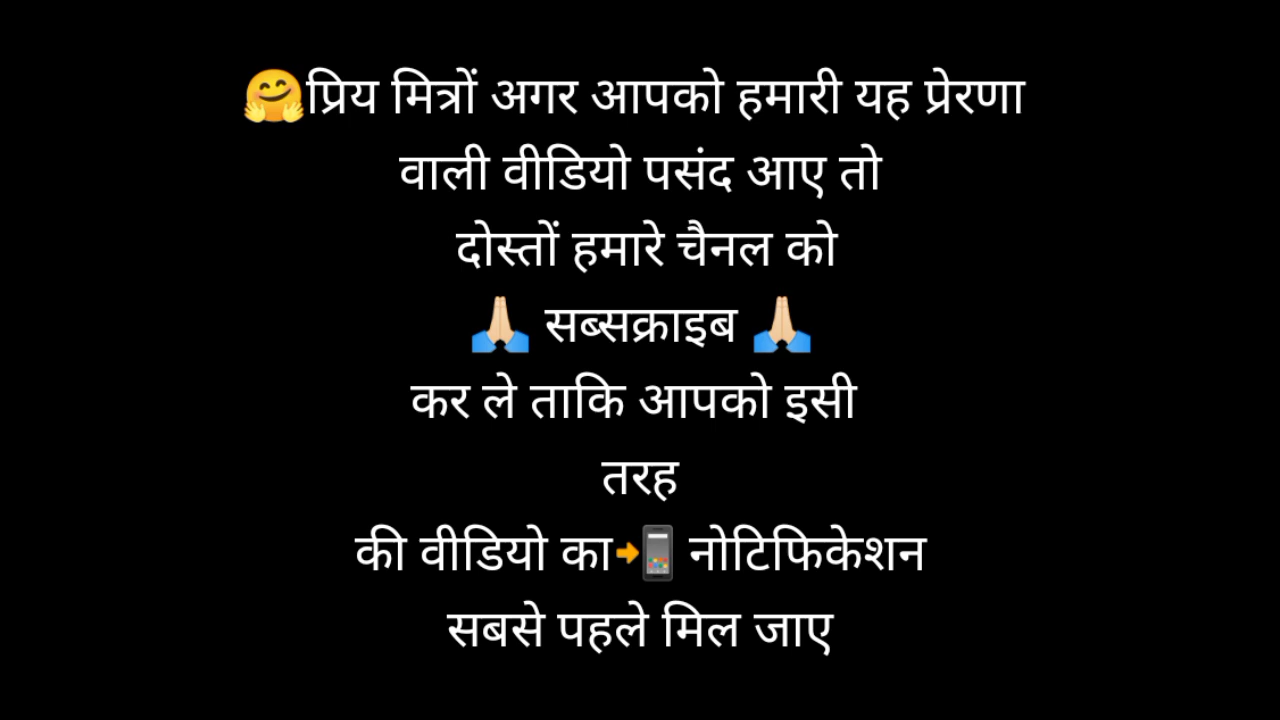 🤗प्रिय मित्रों अगर आपको हमारी यह प्रेरणा
वाली वीडियो पसंद आए तो
दोस्तों हमारे चैनल को
🙏🏻 सब्सक्राइब 🙏🏻
कर ले ताकि आपको इसी
तरह
की वीडियो का📲 नोटिफिकेशन
सबसे पहले मिल जाए